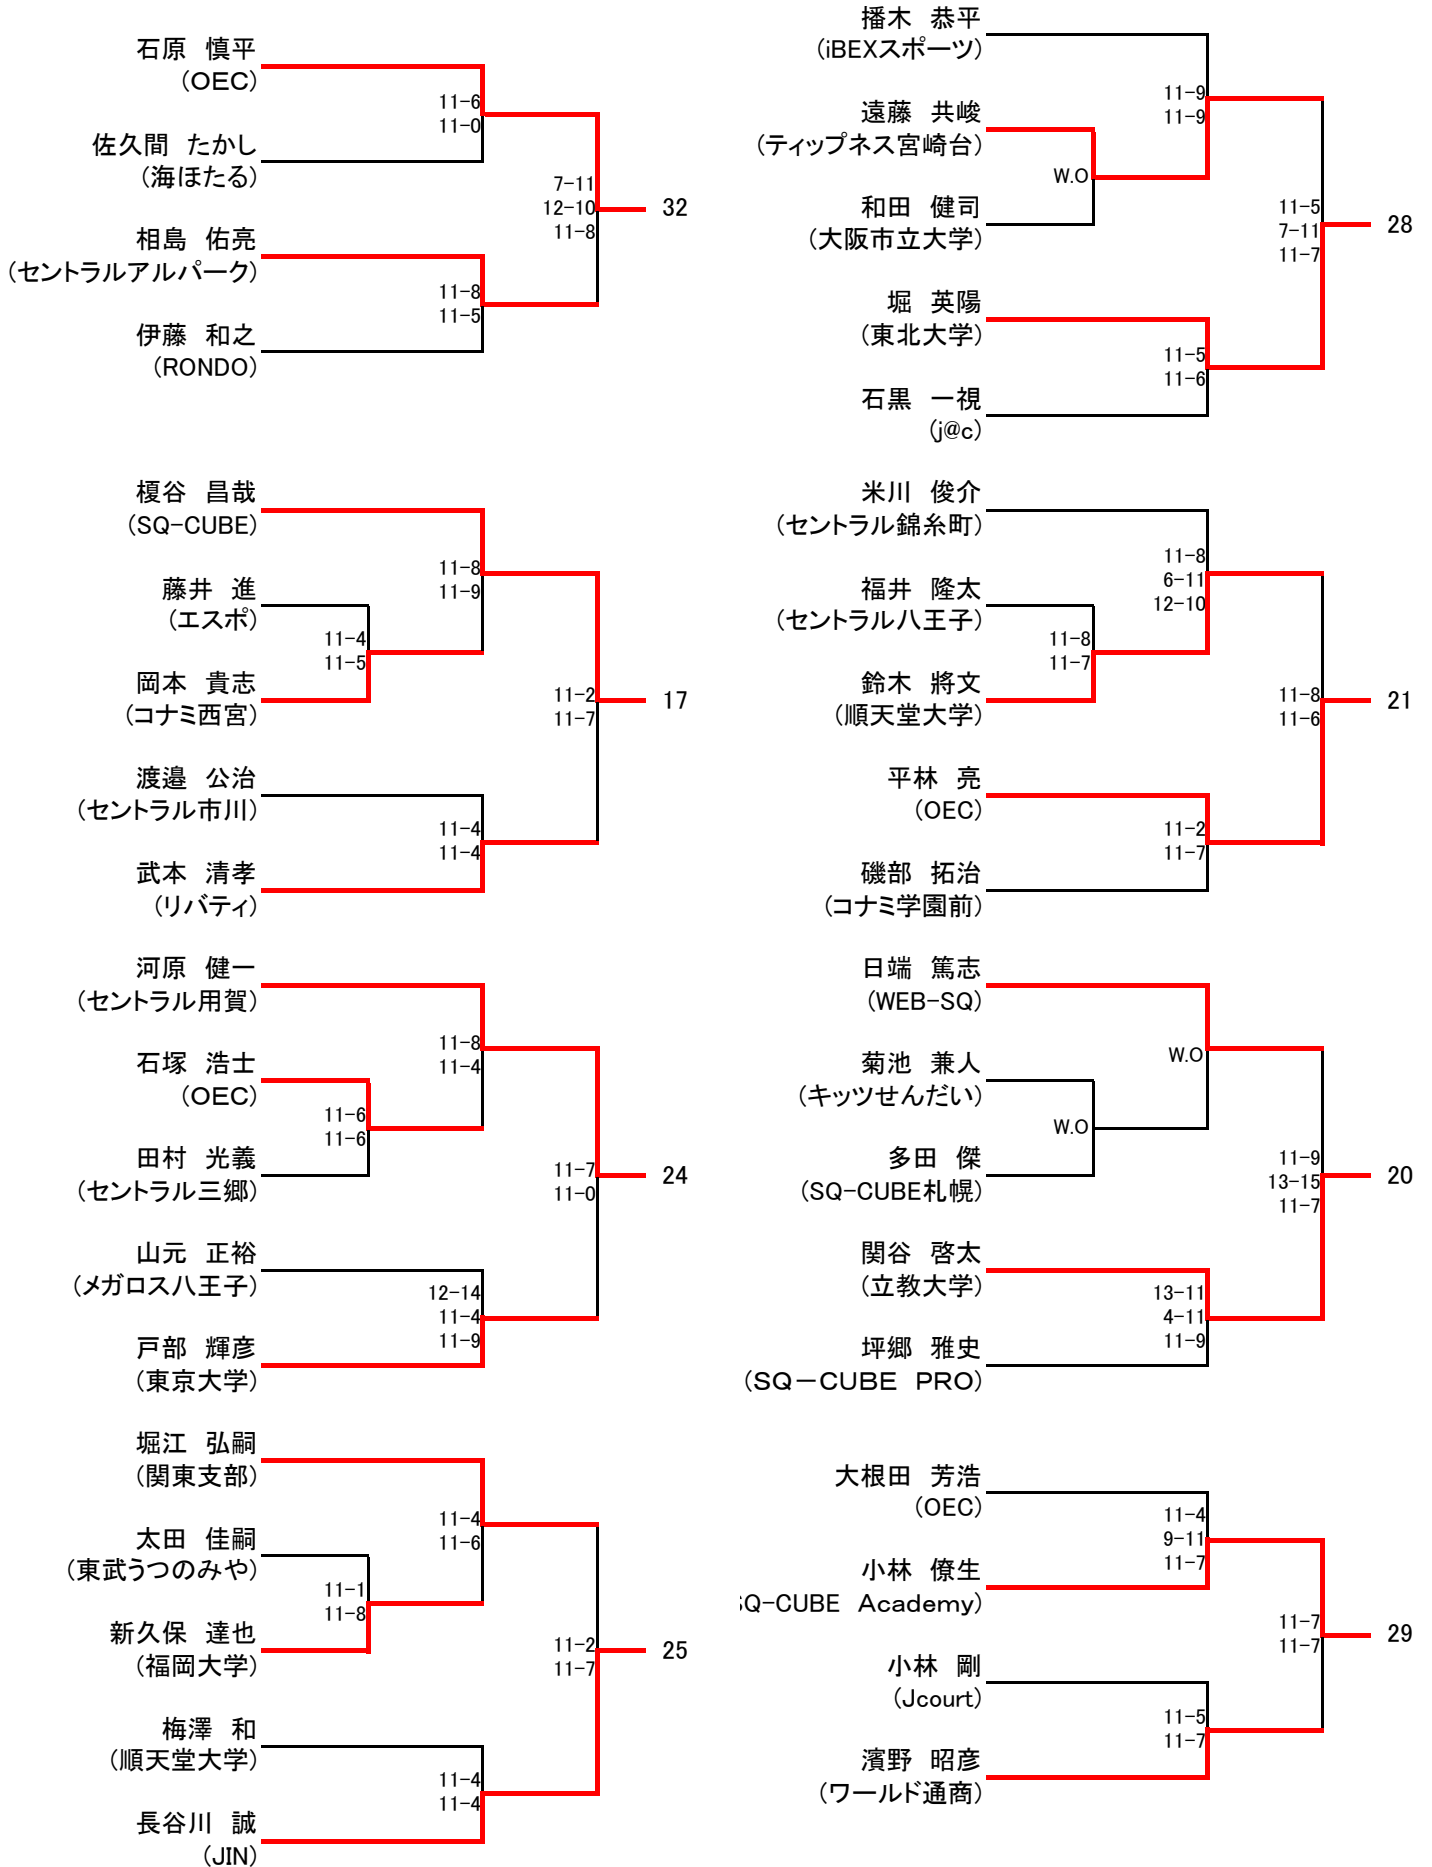 石原 慎平
(OEC)
11-6
11-0
佐久間 たかし
(海ほたる)
7-11
12-10
11-8
32
相島 佑亮
(セントラルアルパーク)
11-8
11-5
伊藤 和之
(RONDO)
榎谷 昌哉
(SQ-CUBE)
11-8
11-9
藤井 進
(エスポ)
11-4
11-5
岡本 貴志
(コナミ西宮)
11-2
11-7
17
渡邉 公治
(セントラル市川)
11-4
11-4
武本 清孝
(リバティ)
河原 健一
(セントラル用賀)
11-8
11-4
石塚 浩士
(OEC)
11-6
11-6
田村 光義
(セントラル三郷)
11-7
11-0
24
山元 正裕
(メガロス八王子)
12-14
11-4
11-9
戸部 輝彦
(東京大学)
堀江 弘嗣
(関東支部)
11-4
11-6
太田 佳嗣
(東武うつのみや)
11-1
11-8
新久保 達也
(福岡大学)
11-2
11-7
25
梅澤 和
(順天堂大学)
11-4
11-4
長谷川 誠
(JIN)
播木 恭平
(iBEXスポーツ)
11-9
11-9
遠藤 共峻
(ティップネス宮崎台)
W.O
和田 健司
(大阪市立大学)
11-5
7-11
11-7
28
堀 英陽
(東北大学)
11-5
11-6
石黒 一視
(j@c)
米川 俊介
(セントラル錦糸町)
11-8
6-11
12-10
福井 隆太
(セントラル八王子)
11-8
11-7
鈴木 將文
(順天堂大学)
11-8
11-6
21
平林 亮
(OEC)
11-2
11-7
磯部 拓治
(コナミ学園前)
日端 篤志
(WEB-SQ)
W.O
菊池 兼人
(キッツせんだい)
W.O
多田 傑
(SQ-CUBE札幌)
11-9
13-15
11-7
20
関谷 啓太
(立教大学)
13-11
4-11
11-9
坪郷 雅史
(SQ－CUBE PRO)
大根田 芳浩
(OEC)
11-4
9-11
11-7
小林 僚生
Q-CUBE Academy)
11-7
11-7
29
小林 剛
(Jcourt)
11-5
11-7
濱野 昭彦
(ワールド通商)